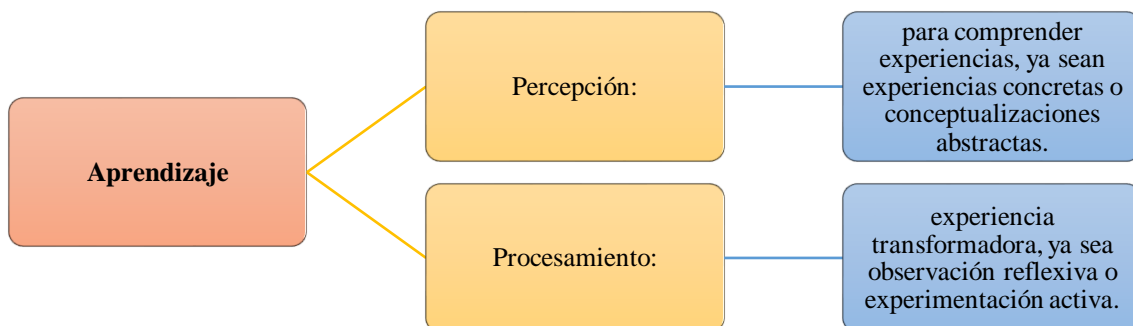 Aprendizaje
Percepción:
para comprender
experiencias, ya sean
experiencias concretas o
conceptualizaciones
abstractas.
Procesamiento:
experiencia
transformadora, ya sea
observación reflexiva o
experimentación activa.